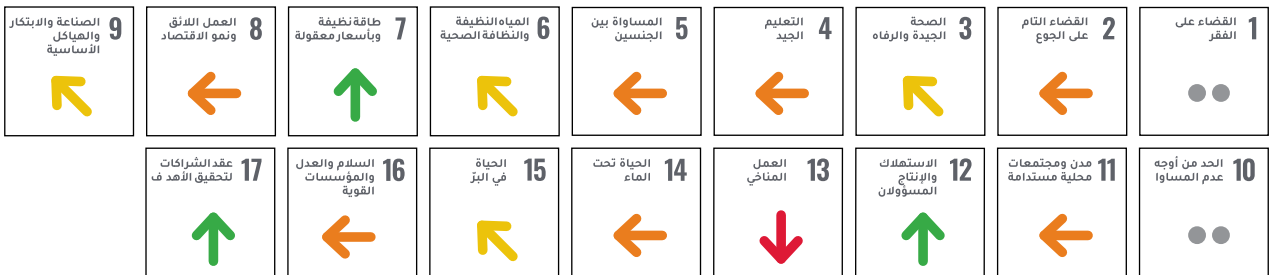 1 القضاء على
الفقر
2 القضاء التام
على الجوع
3 الصحة
الجيدة والرفاه
4 التعليم
الجيد
5 المساواة بين
الجنسين
6 المياه النظيفة
والنظافة الصحية
7 طاقة نظيفة
وبأسعار معقولة
8 العمل اللائق
ونمو الاقتصاد
9 الصناعة والابتكار
والهياكل
الأساسية
10 الحد من أوجه
عدم المساوا
11 مدن ومجتمعات
محلية مستدامة
12 الاستهلاك
والإنتاج
المسؤولان
13 العمل
المناخي
14 الحياة تحت
الماء
15 الحياة
في البرّ
16 السلام والعدل
والمؤسسات
القوية
17 عقد الشراكات
لتحقيق الأهد ف